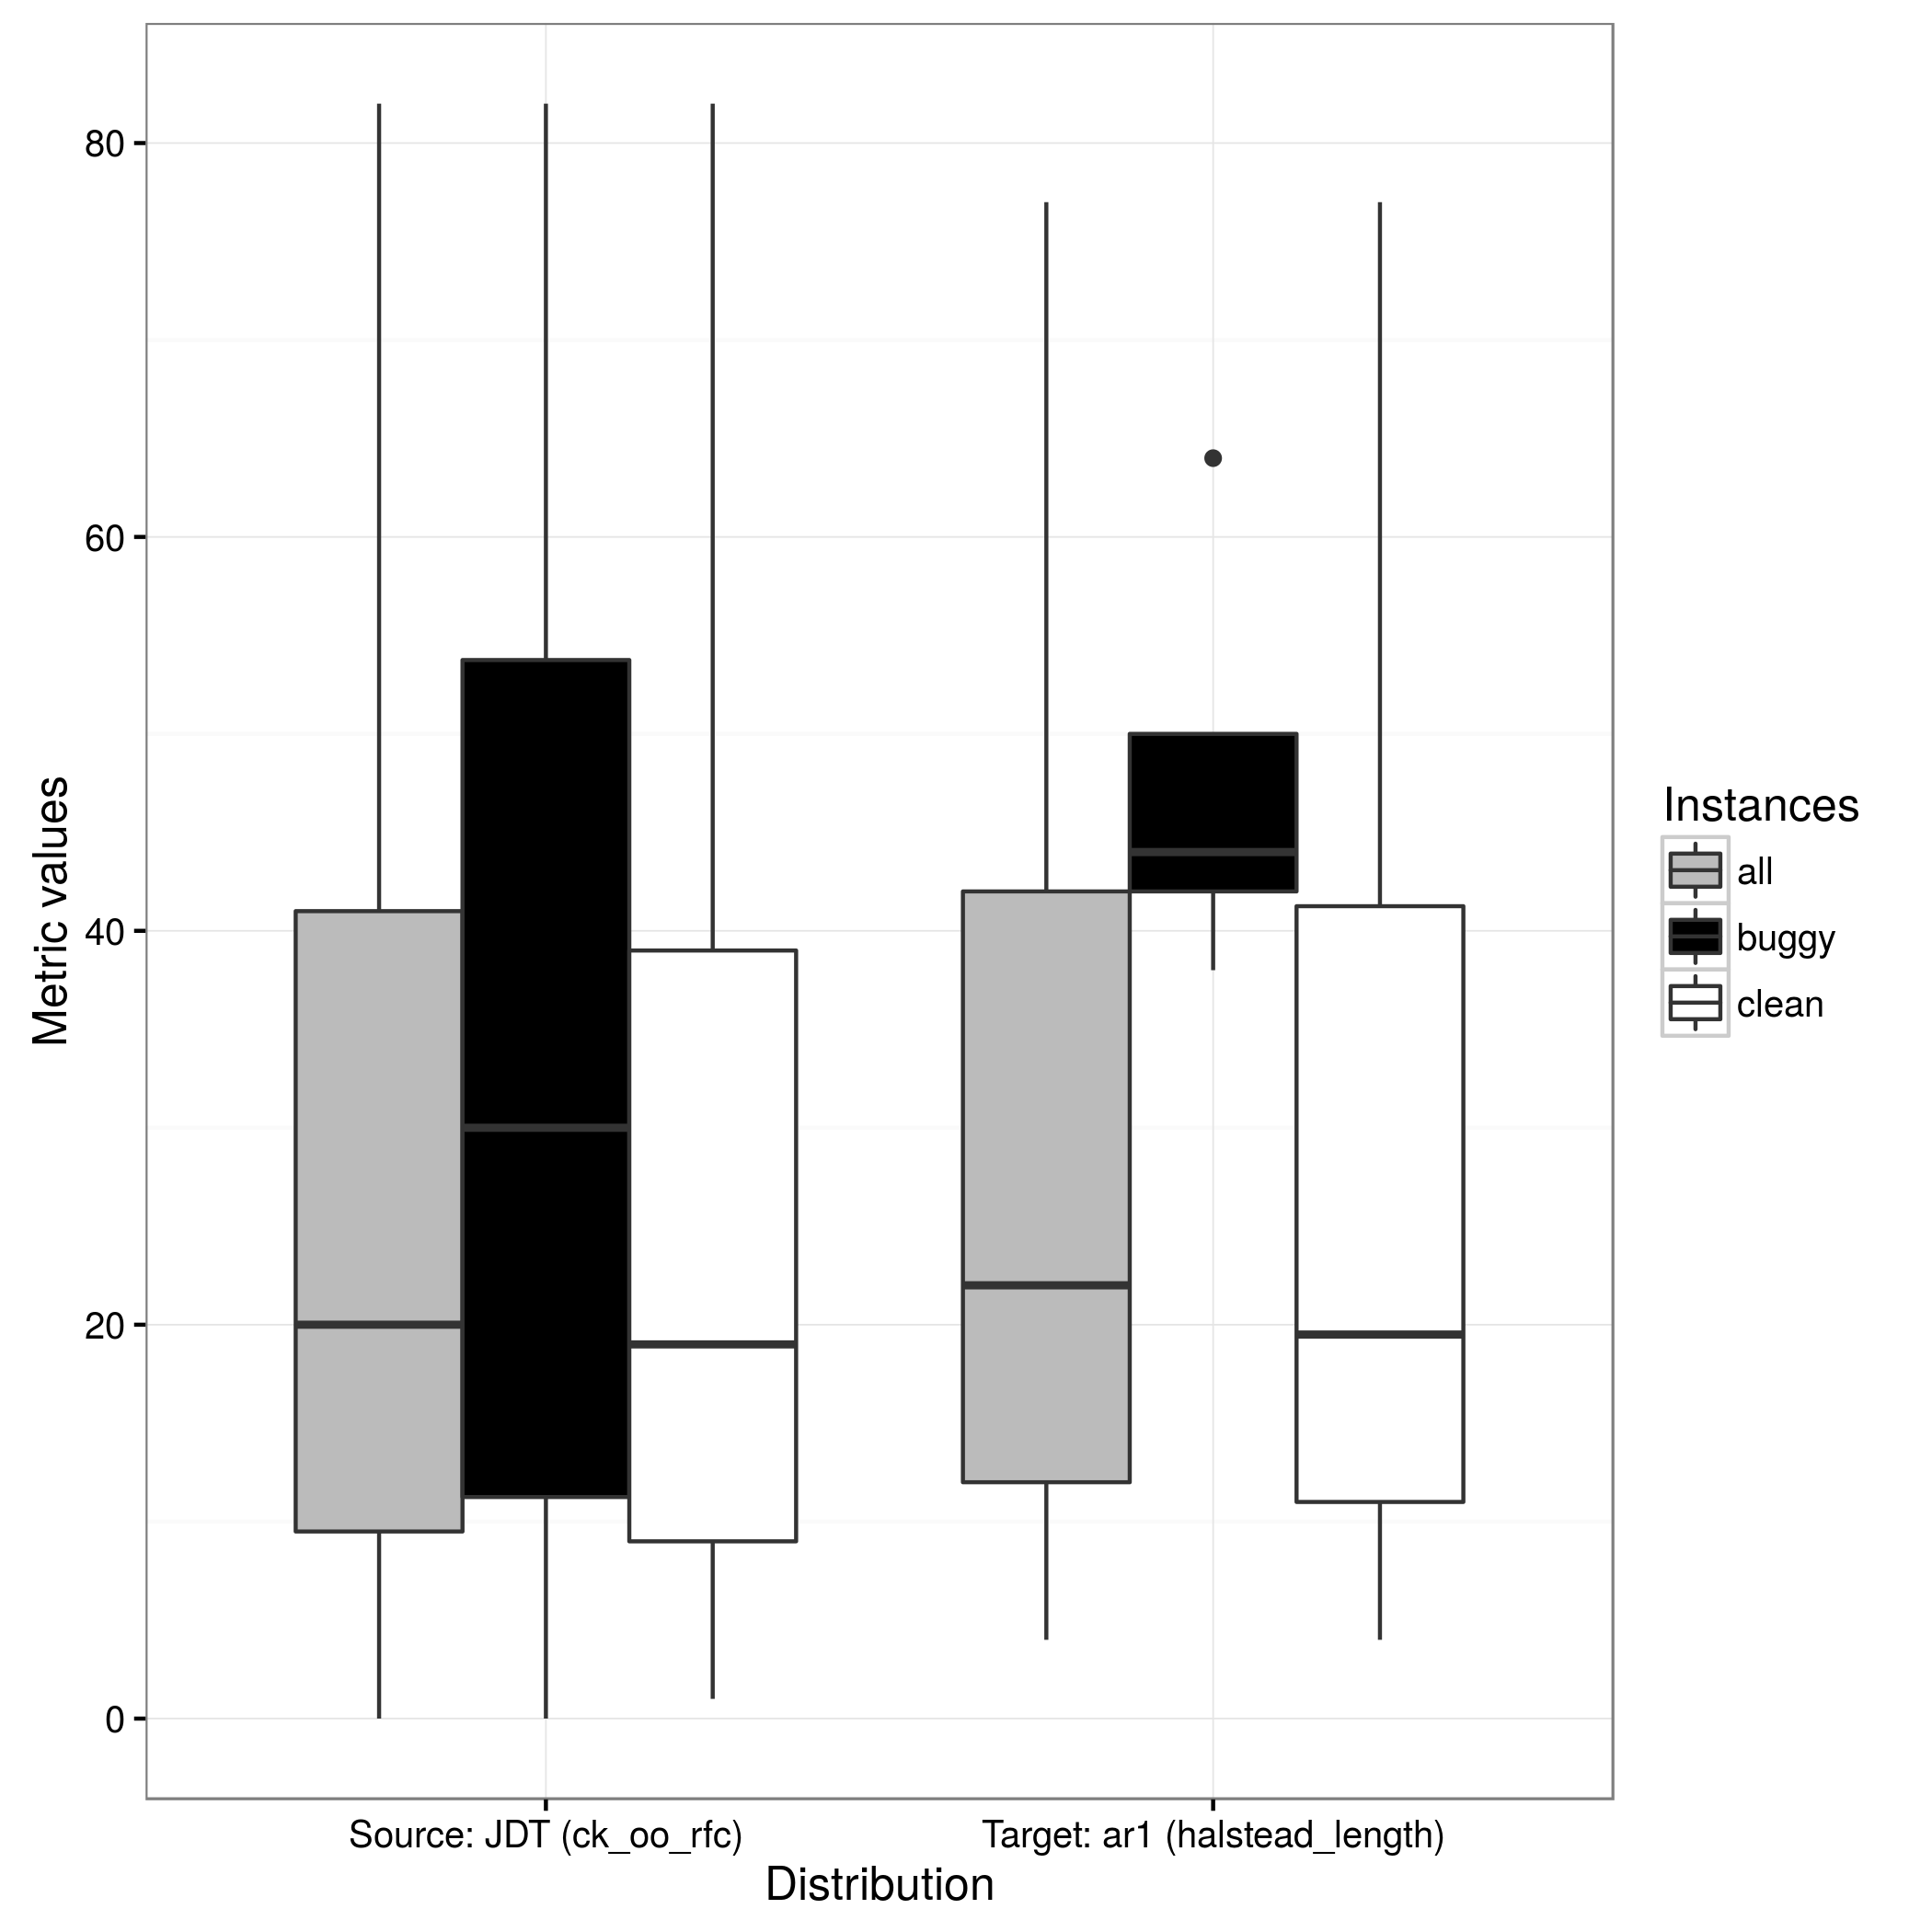 Metric values
80
60
40
20
0
Source: JDT (ck_oo_rfc)
Target: ar1 (halstead_length)
Distribution
Instances
all
buggy
clean